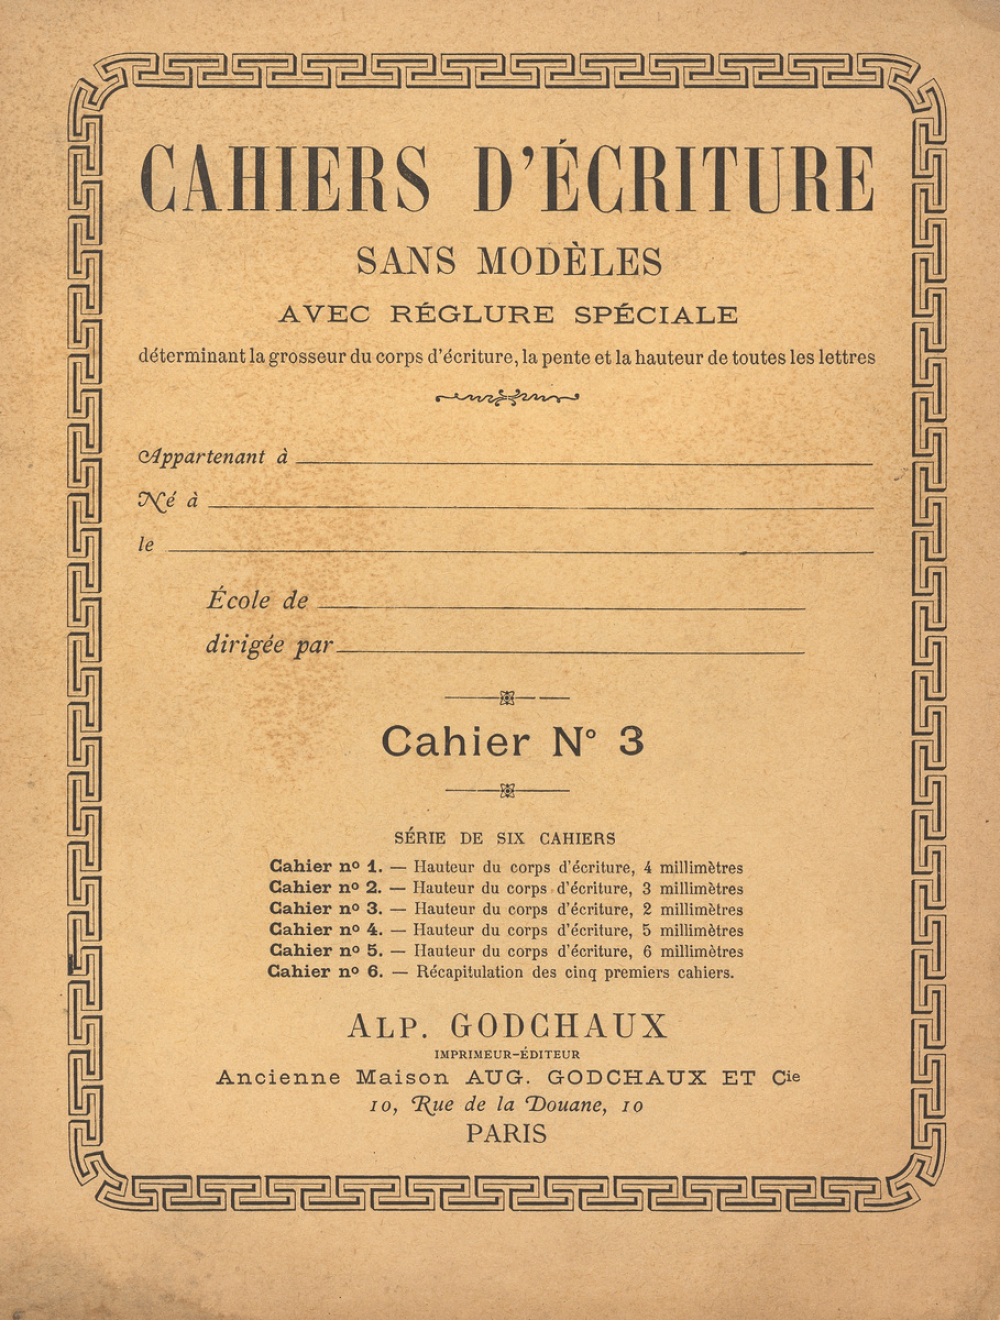 CAHIERS D'ÉCRITURE
SANS MODÈLES
AVEC RÉGLURE SPÉCIALE
déterminant la grosseur du corps d'écriture, la pente et la hauteur de toutes les lettres
Appartenant à
Né à
le
École de
dirigée par
Cahier N° 3
SÉRIE DE SIX CAHIERS
Cahier nº 1. — Hauteur du corps d'écriture, 4 millimètres
Cahier nº 2. — Hauteur du corps d'écriture, 3 millimètres
Cahier nº 3. — Hauteur du corps d'écriture, 2 millimètres
Cahier nº 4. — Hauteur du corps d'écriture, 5 millimètres
Cahier nº 5. — Hauteur du corps d'écriture, 6 millimètres
Cahier nº 6. — Récapitulation des cinq premiers cahiers.
ALP. GODCHAUX
IMPRIMEUR-ÉDITEUR
Ancienne Maison AUG. GODCHAUX ET Cie
10, Rue de la Douane, 10
PARIS